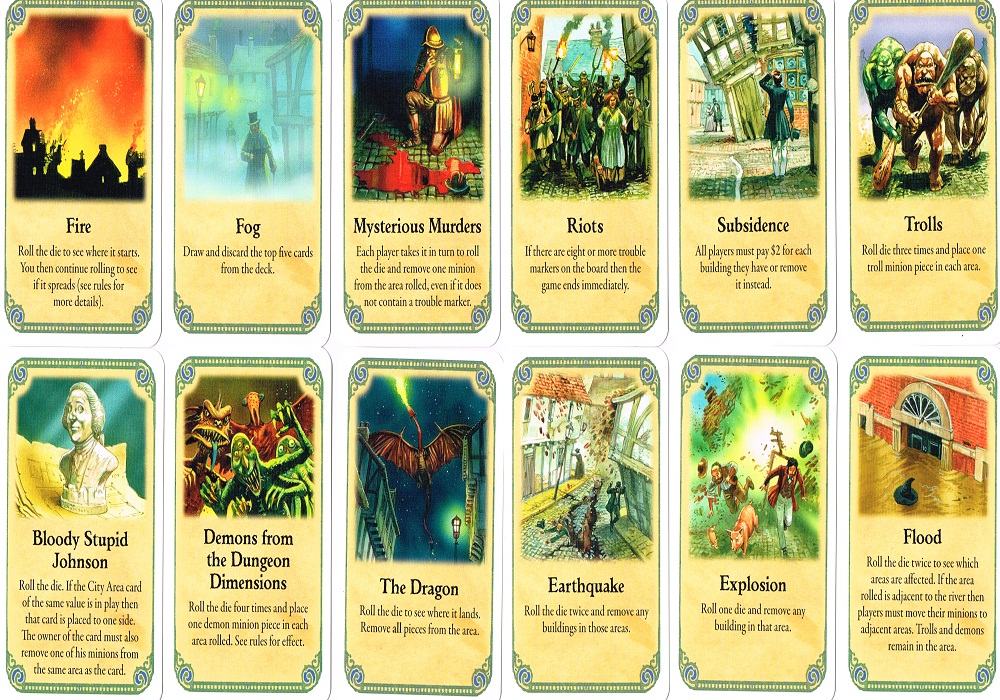 Fire
Roll the die to see where it starts.
You then continue rolling to see
if it spreads (see rules for
more details).
Fog
Draw and discard the top five cards
from the deck.
Mysterious Murders
Each player takes it in turn to roll
the die and remove one minion
from the area rolled, even if it does
not contain a trouble marker.
Riots
If there are eight or more trouble
markers on the board then the
game ends immediately.
Subsidence
All players must pay $2 for each
building they have or remove
it instead.
Trolls
Roll die three times and place one
troll minion piece in each area.
Bloody Stupid
Johnson
Roll the die. If the City Area card
of the same value is in play then
that card is placed to one side.
The owner of the card must also
remove one of his minions from
the same area as the card.
Demons from
the Dungeon
Dimensions
Roll the die four times and place
one demon minion piece in each
area rolled. See rules for effect.
The Dragon
Roll the die to see where it lands.
Remove all pieces from the area.
Earthquake
Roll the die twice and remove any
buildings in those areas.
Explosion
Roll one die and remove any
building in that area.
Flood
Roll the die twice to see which
areas are affected. If the area
rolled is adjacent to the river then
players must move their minions to
adjacent areas. Trolls and demons
remain in the area.